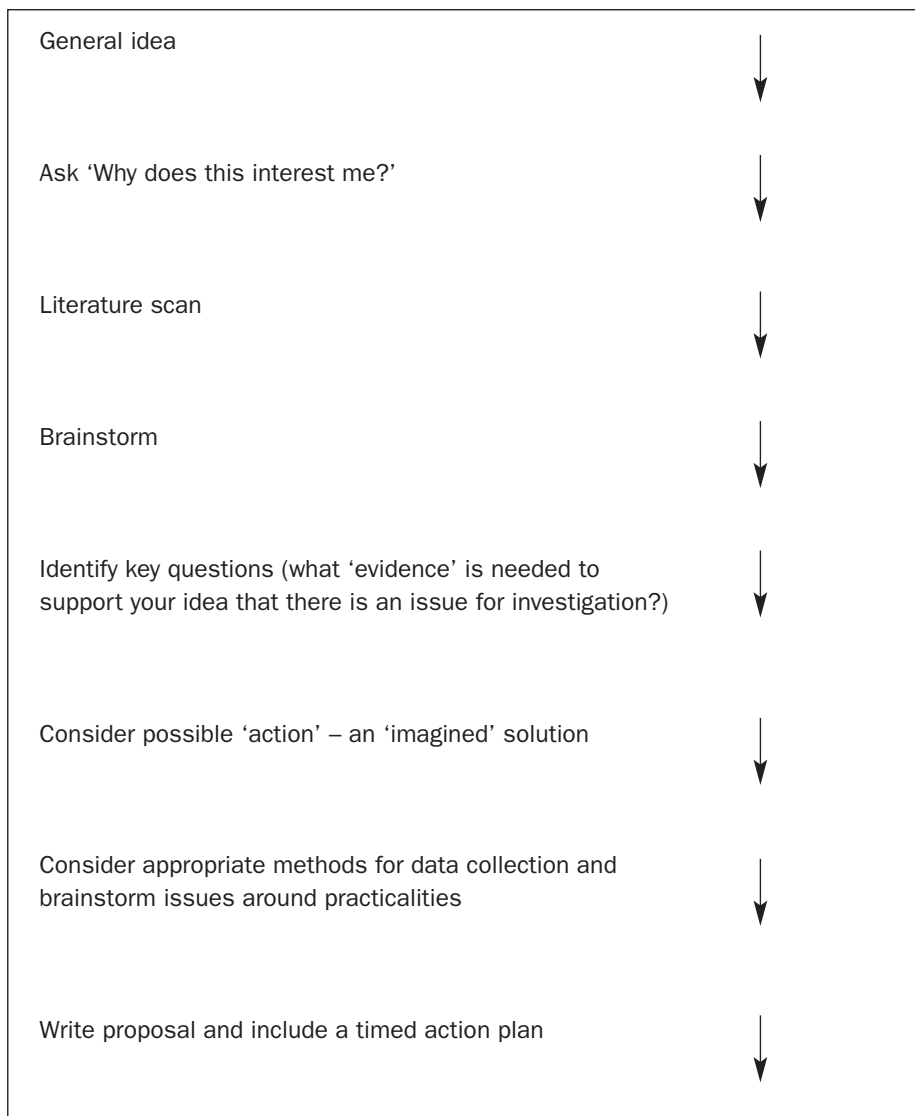 General idea
Ask ‘Why does this interest me?’
Literature scan
Brainstorm
Identify key questions (what ‘evidence’ is needed to
support your idea that there is an issue for investigation?)
Consider possible ‘action’ – an ‘imagined’ solution
Consider appropriate methods for data collection and
brainstorm issues around practicalities
Write proposal and include a timed action plan